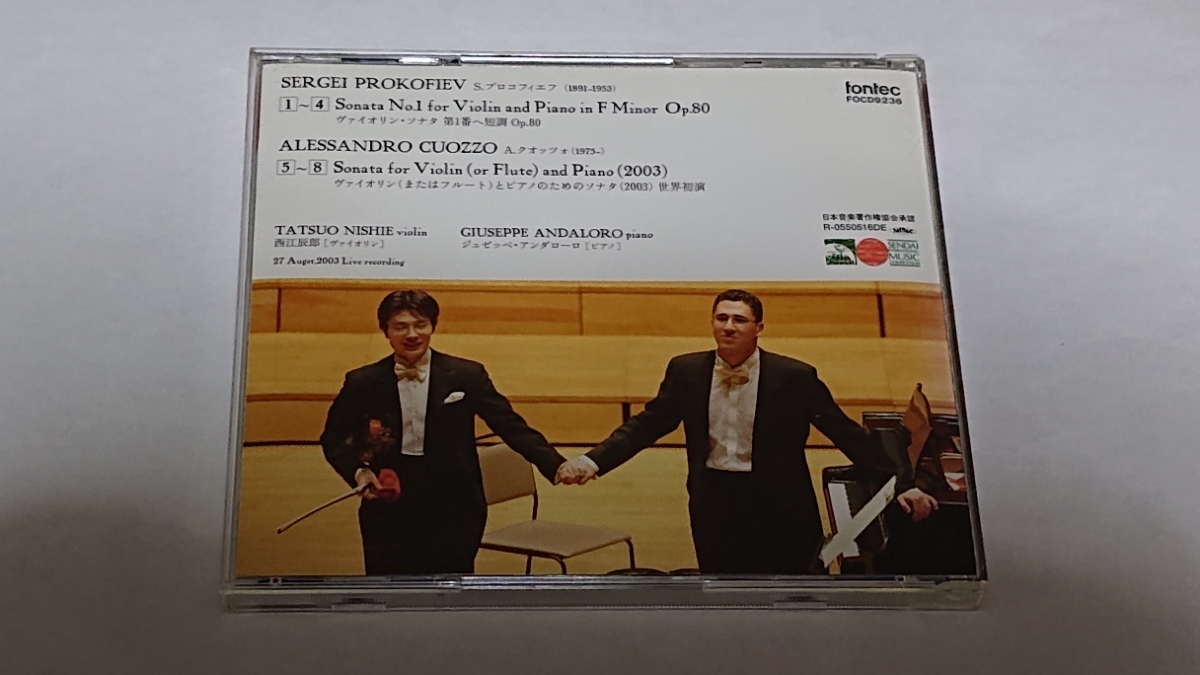 SERGEI PROKOFIEV S.プロコフィエフ (1891-1953)
1~4 Sonata No.1 for Violin and Piano in F Minor Op.80
ヴァイオリン・ソナタ 第1番ヘ短調 Op.80
ALESSANDRO CUOZZO A.クオッツォ (1975-)
5~8 Sonata for Violin (or Flute) and Piano (2003)
ヴァイオリン(またはフルート)とピアノのためのソナタ(2003) 世界初演
TATSUO NISHIE violin
西江辰郎 [ヴァイオリン]
GIUSEPPE ANDALORO piano
ジュゼッペ・アンダローロ [ピアノ]
27 Augst,2003 Live recording
fontec
FOCD9236
日本音楽著作権協会承認
R-0550516DE
SENDAI
MUSIC
COMPETITION